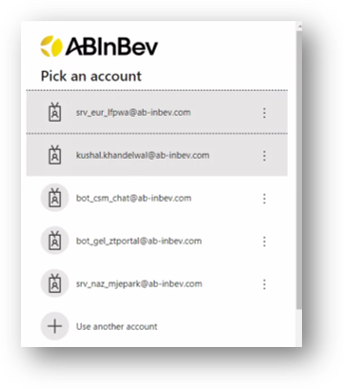 ABInBev
Pick an account
srv_eur_lfpwa@ab-inbev.com
kushal.khandelwal@ab-inbev.com
bot_csm_chat@ab-inbev.com
bot_gel_ztportal@ab-inbev.com
srv_naz_mjepark@ab-inbev.com
Use another account